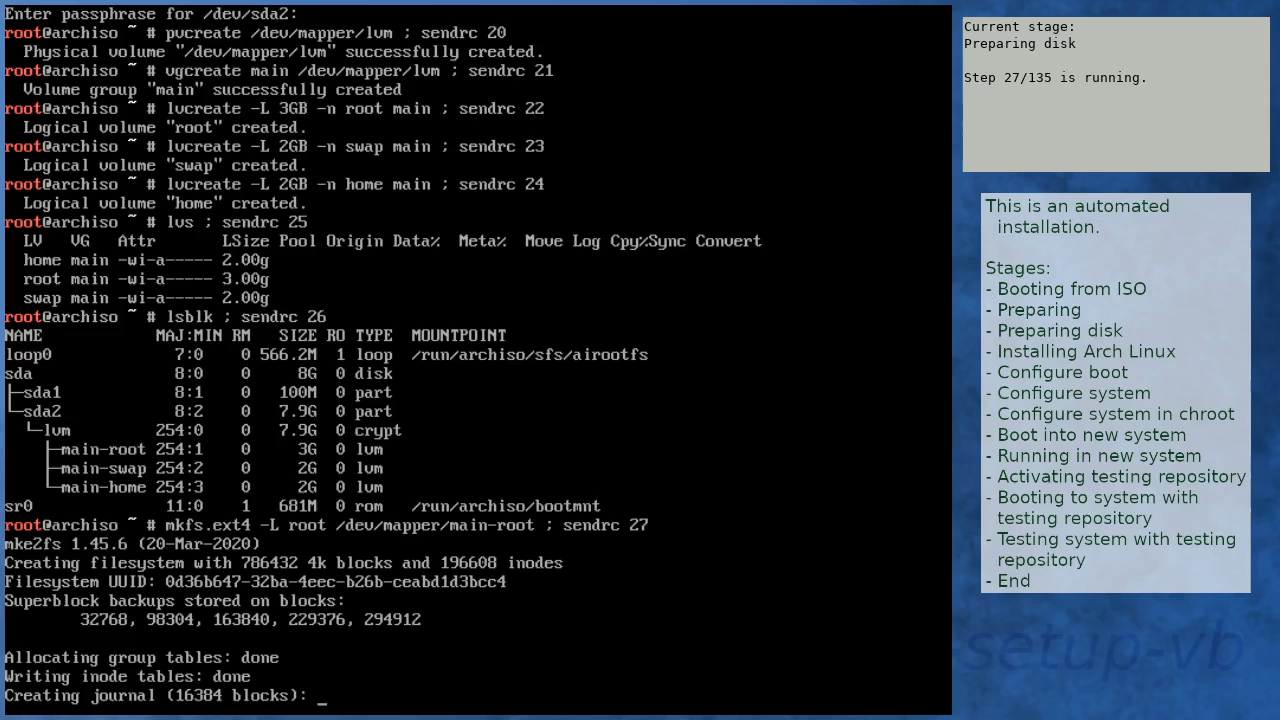 Enter passphrase for /dev/sda2:
root@archiso ~ # pvcreate /dev/mapper/lvm ; sendrc 20
  Physical volume "/dev/mapper/lvm" successfully created.
root@archiso ~ # vgcreate main /dev/mapper/lvm ; sendrc 21
  Volume group "main" successfully created
root@archiso ~ # lvcreate -L 3GB -n root main ; sendrc 22
  Logical volume "root" created.
root@archiso ~ # lvcreate -L 2GB -n swap main ; sendrc 23
  Logical volume "swap" created.
root@archiso ~ # lvcreate -L 2GB -n home main ; sendrc 24
  Logical volume "home" created.
root@archiso ~ # lvs ; sendrc 25
  LV   VG   Attr       LSize Pool Origin Data%  Meta%  Move Log Cpy%Sync Convert
  home main -wi-a----- 2.00g
  root main -wi-a----- 3.00g
  swap main -wi-a----- 2.00g
root@archiso ~ # lsblk ; sendrc 26
NAME            MAJ:MIN RM   SIZE RO TYPE  MOUNTPOINT
loop0             7:0    0 566.2M  1 loop  /run/archiso/sfs/airootfs
sda               8:0    0     8G  0 disk
├─sda1            8:1    0   100M  0 part
└─sda2            8:2    0   7.9G  0 part
  └─lvm         254:0    0   7.9G  0 crypt
    ├─main-root 254:1    0     3G  0 lvm
    ├─main-swap 254:2    0     2G  0 lvm
    └─main-home 254:3    0     2G  0 lvm
sr0              11:0    1   681M  0 rom   /run/archiso/bootmnt
root@archiso ~ # mkfs.ext4 -L root /dev/mapper/main-root ; sendrc 27
mke2fs 1.45.6 (20-Mar-2020)
Creating filesystem with 786432 4k blocks and 196608 inodes
Filesystem UUID: 0d36b647-32ba-4eec-b26b-ceabd1d3bcc4
Superblock backups stored on blocks:
        32768, 98304, 163840, 229376, 294912
Allocating group tables: done
Writing inode tables: done
Creating journal (16384 blocks): _
Current stage:
Preparing disk
Step 27/135 is running.
This is an automated
installation.
Stages:
- Booting from ISO
- Preparing
- Preparing disk
- Installing Arch Linux
- Configure boot
- Configure system
- Configure system in chroot
- Boot into new system
- Running in new system
- Activating testing repository
- Booting to system with
testing repository
- Testing system with testing
repository
- End
-setup-vb